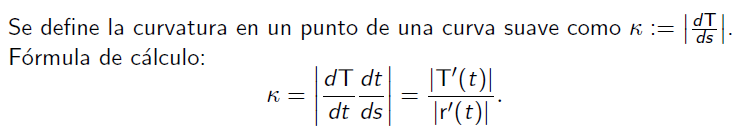 Se define la curvatura en un punto de una curva suave como κ := |dT/ds|.
Fórmula de cálculo:
κ = |dT/dt dt/ds| = |T′(t)|/|r′(t)|.